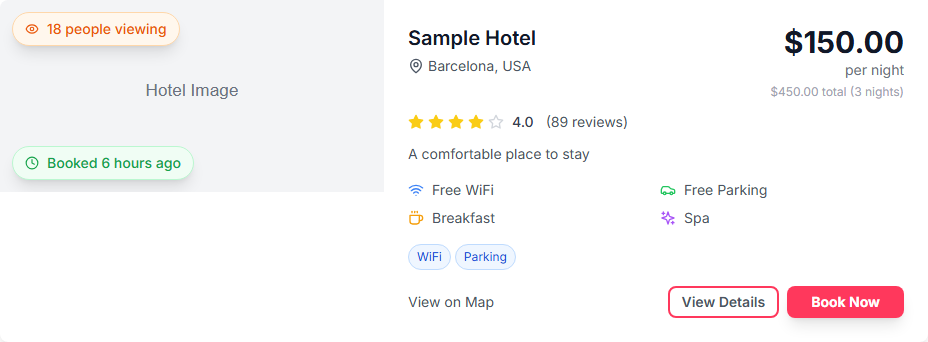 18 people viewing
Hotel Image
Booked 6 hours ago
Sample Hotel
Barcelona, USA
$150.00
per night
$450.00 total (3 nights)
4.0 (89 reviews)
A comfortable place to stay
Free WiFi
Free Parking
Breakfast
Spa
WiFi
Parking
View on Map
View Details
Book Now